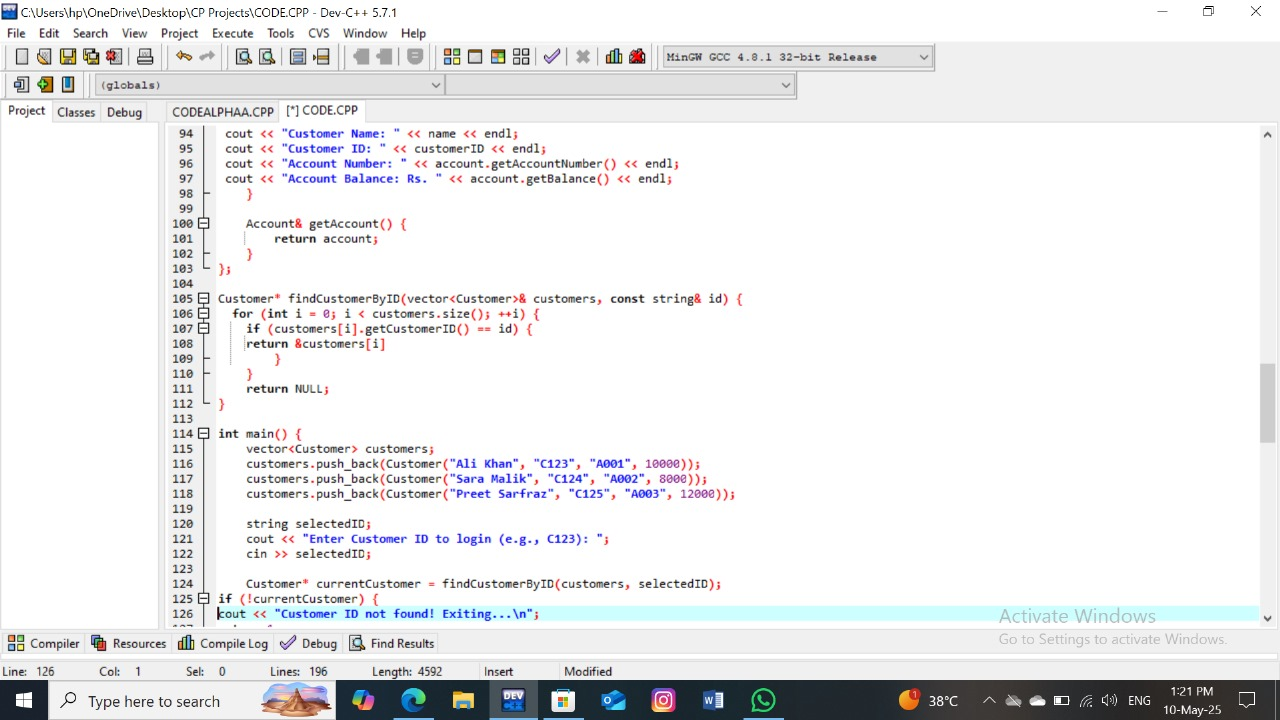 C:\Users\hp\OneDrive\Desktop\CP Projects\CODE.CPP - Dev-C++ 5.7.1
File Edit Search View Project Execute Tools CVS Window Help
MinGW GCC 4.8.1 32-bit Release
(globals)
Project Classes Debug CODEALPHAA.CPP [*] CODE.CPP
94 cout << "Customer Name: " << name << endl;
95 cout << "Customer ID: " << customerID << endl;
96 cout << "Account Number: " << account.getAccountNumber() << endl;
97 cout << "Account Balance: Rs. " << account.getBalance() << endl;
98 }
99
100 Account& getAccount() {
101 return account;
102 }
103 };
104
105 Customer* findCustomerByID(vector<Customer>& customers, const string& id) {
106 for (int i = 0; i < customers.size(); ++i) {
107 if (customers[i].getCustomerID() == id) {
108 return &customers[i]
109 }
110 }
111 return NULL;
112 }
113
114 int main() {
115 vector<Customer> customers;
116 customers.push_back(Customer("Ali Khan", "C123", "A001", 10000));
117 customers.push_back(Customer("Sara Malik", "C124", "A002", 8000));
118 customers.push_back(Customer("Preet Sarfraz", "C125", "A003", 12000));
119
120 string selectedID;
121 cout << "Enter Customer ID to login (e.g., C123): ";
122 cin >> selectedID;
123
124 Customer* currentCustomer = findCustomerByID(customers, selectedID);
125 if (!currentCustomer) {
126 cout << "Customer ID not found! Exiting...\n";
Activate Windows
Go to Settings to activate Windows.
Compiler Resources Compile Log Debug Find Results
Line: 126 Col: 1 Sel: 0 Lines: 196 Length: 4592 Insert Modified
Type here to search DEV 1 38°C ENG 1:21 PM
10-May-25